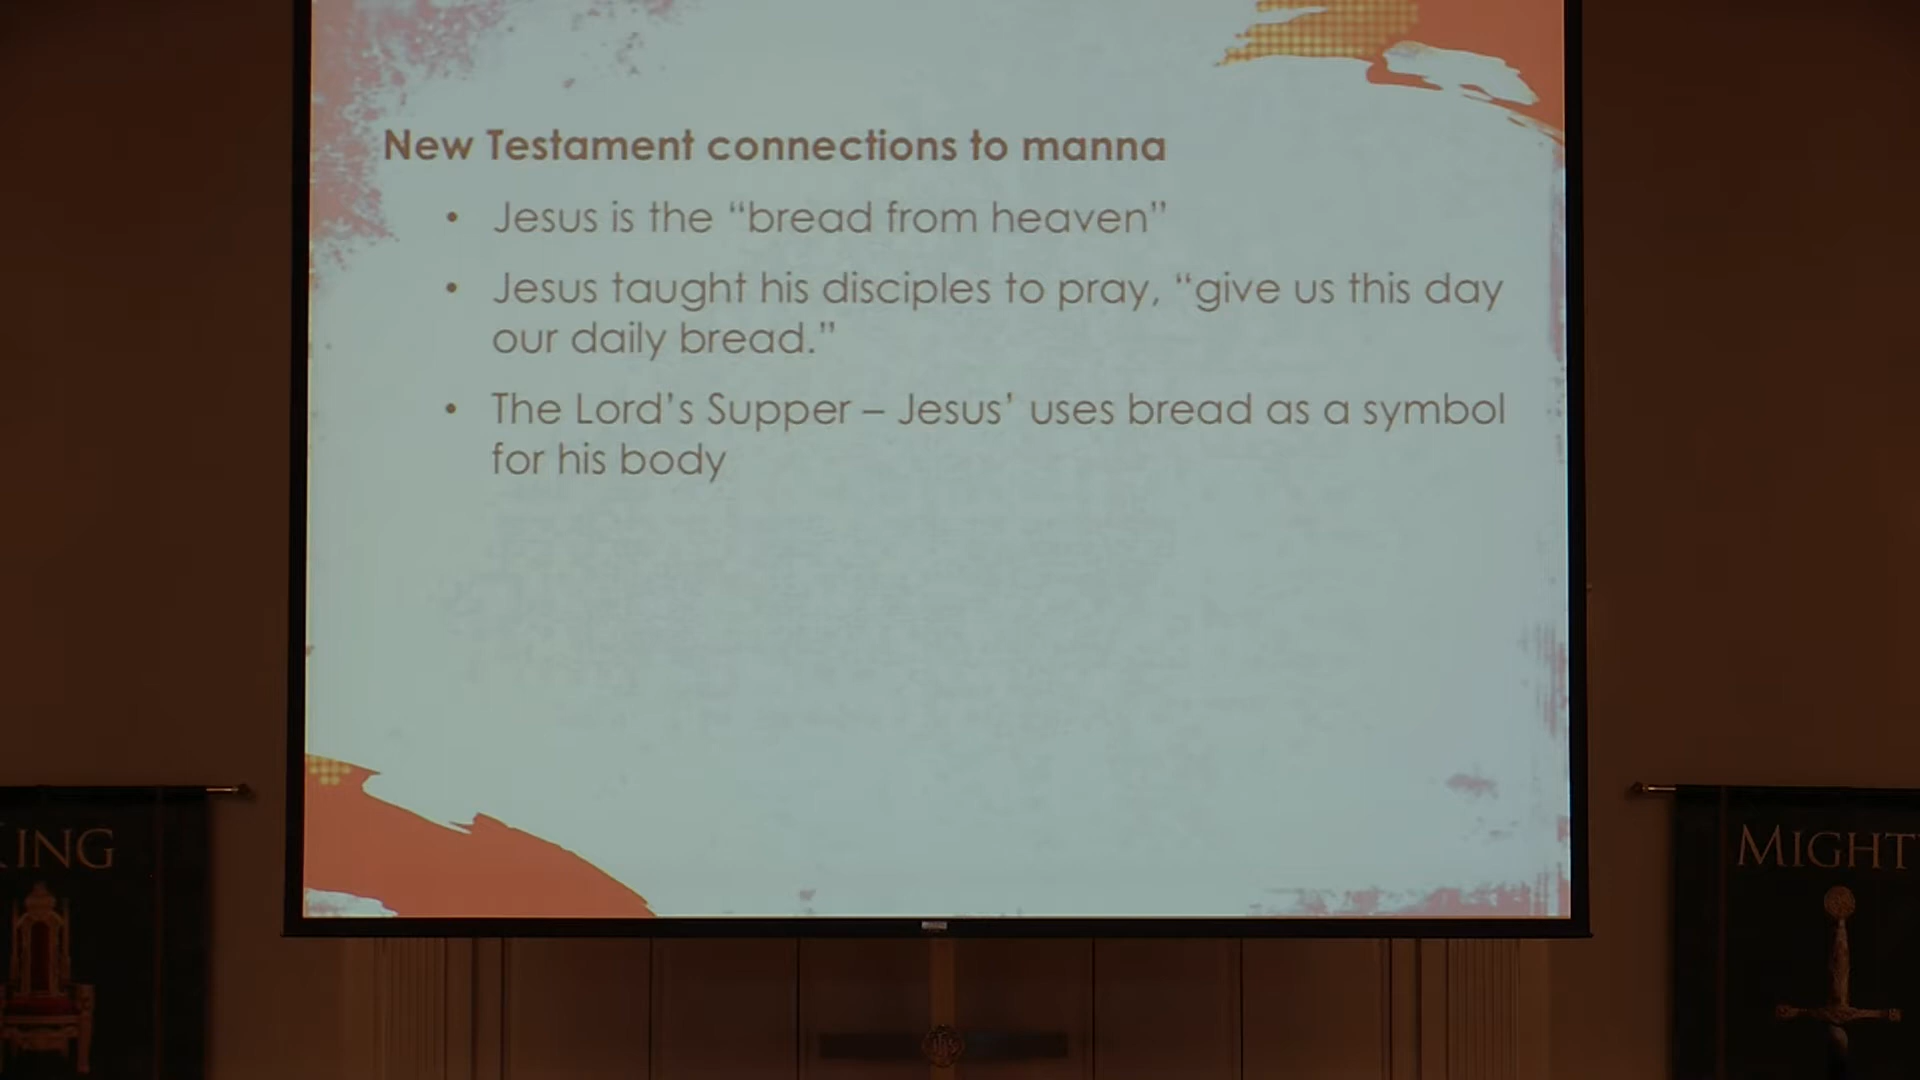 New Testament connections to manna
• Jesus is the “bread from heaven”
• Jesus taught his disciples to pray, “give us this day
our daily bread.”
• The Lord’s Supper – Jesus’ uses bread as a symbol
for his body
KING
MIGHT